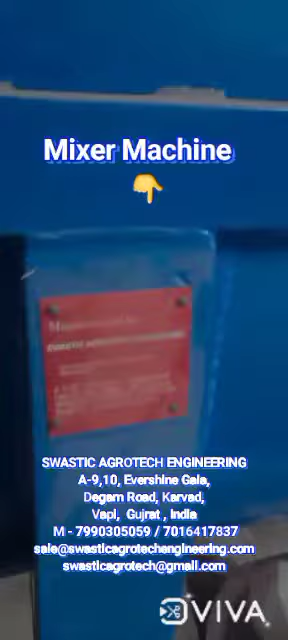 Mixer Machine
👇
SWASTIC AGROTECH ENGINEERING
A-9,10, Evershine Gala,
Degam Road, Karvad,
Vapi, Gujrat , India
M - 7990305059 / 7016417837
sale@swasticagrotechengineering.com
swasticagrotech@gmail.com
VIVA